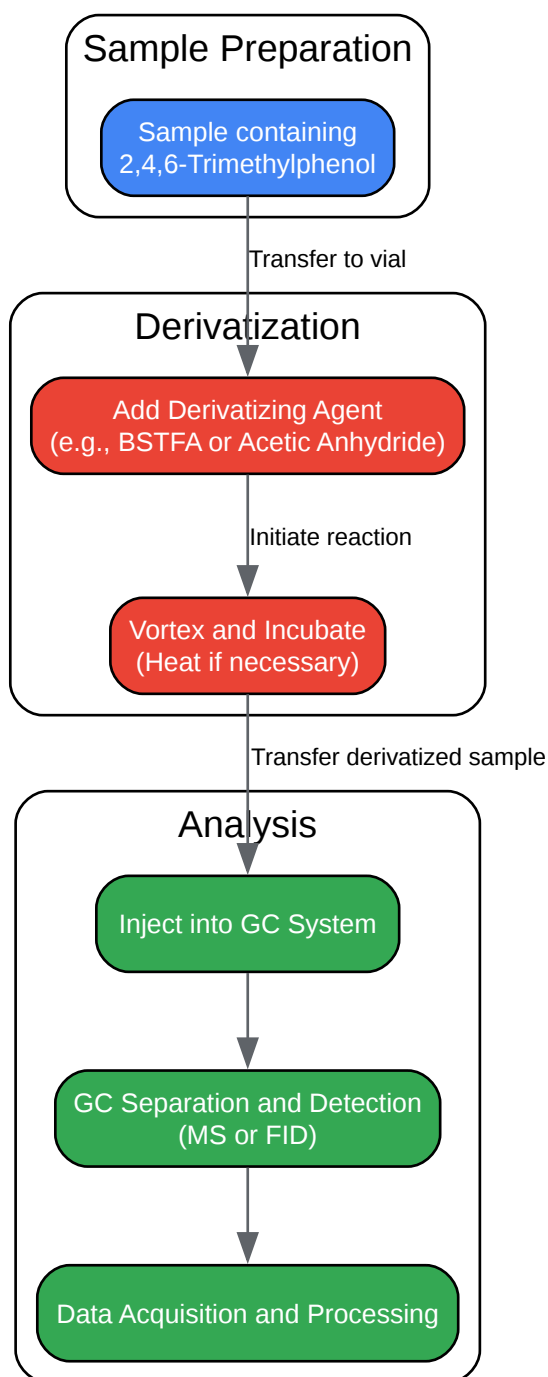 Sample Preparation
Sample containing
2,4,6-Trimethylphenol
Transfer to vial
Derivatization
Add Derivatizing Agent
(e.g., BSTFA or Acetic Anhydride)
Initiate reaction
Vortex and Incubate
(Heat if necessary)
Transfer derivatized sample
Analysis
Inject into GC System
GC Separation and Detection
(MS or FID)
Data Acquisition and Processing